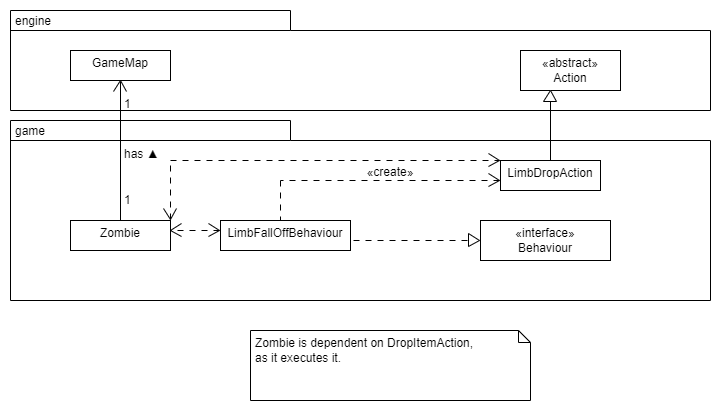 engine
GameMap
«abstract»
Action
1
game
has ▲
«create»
LimbDropAction
1
Zombie
LimbFallOffBehaviour
«interface»
Behaviour
Zombie is dependent on DropItemAction,
as it executes it.